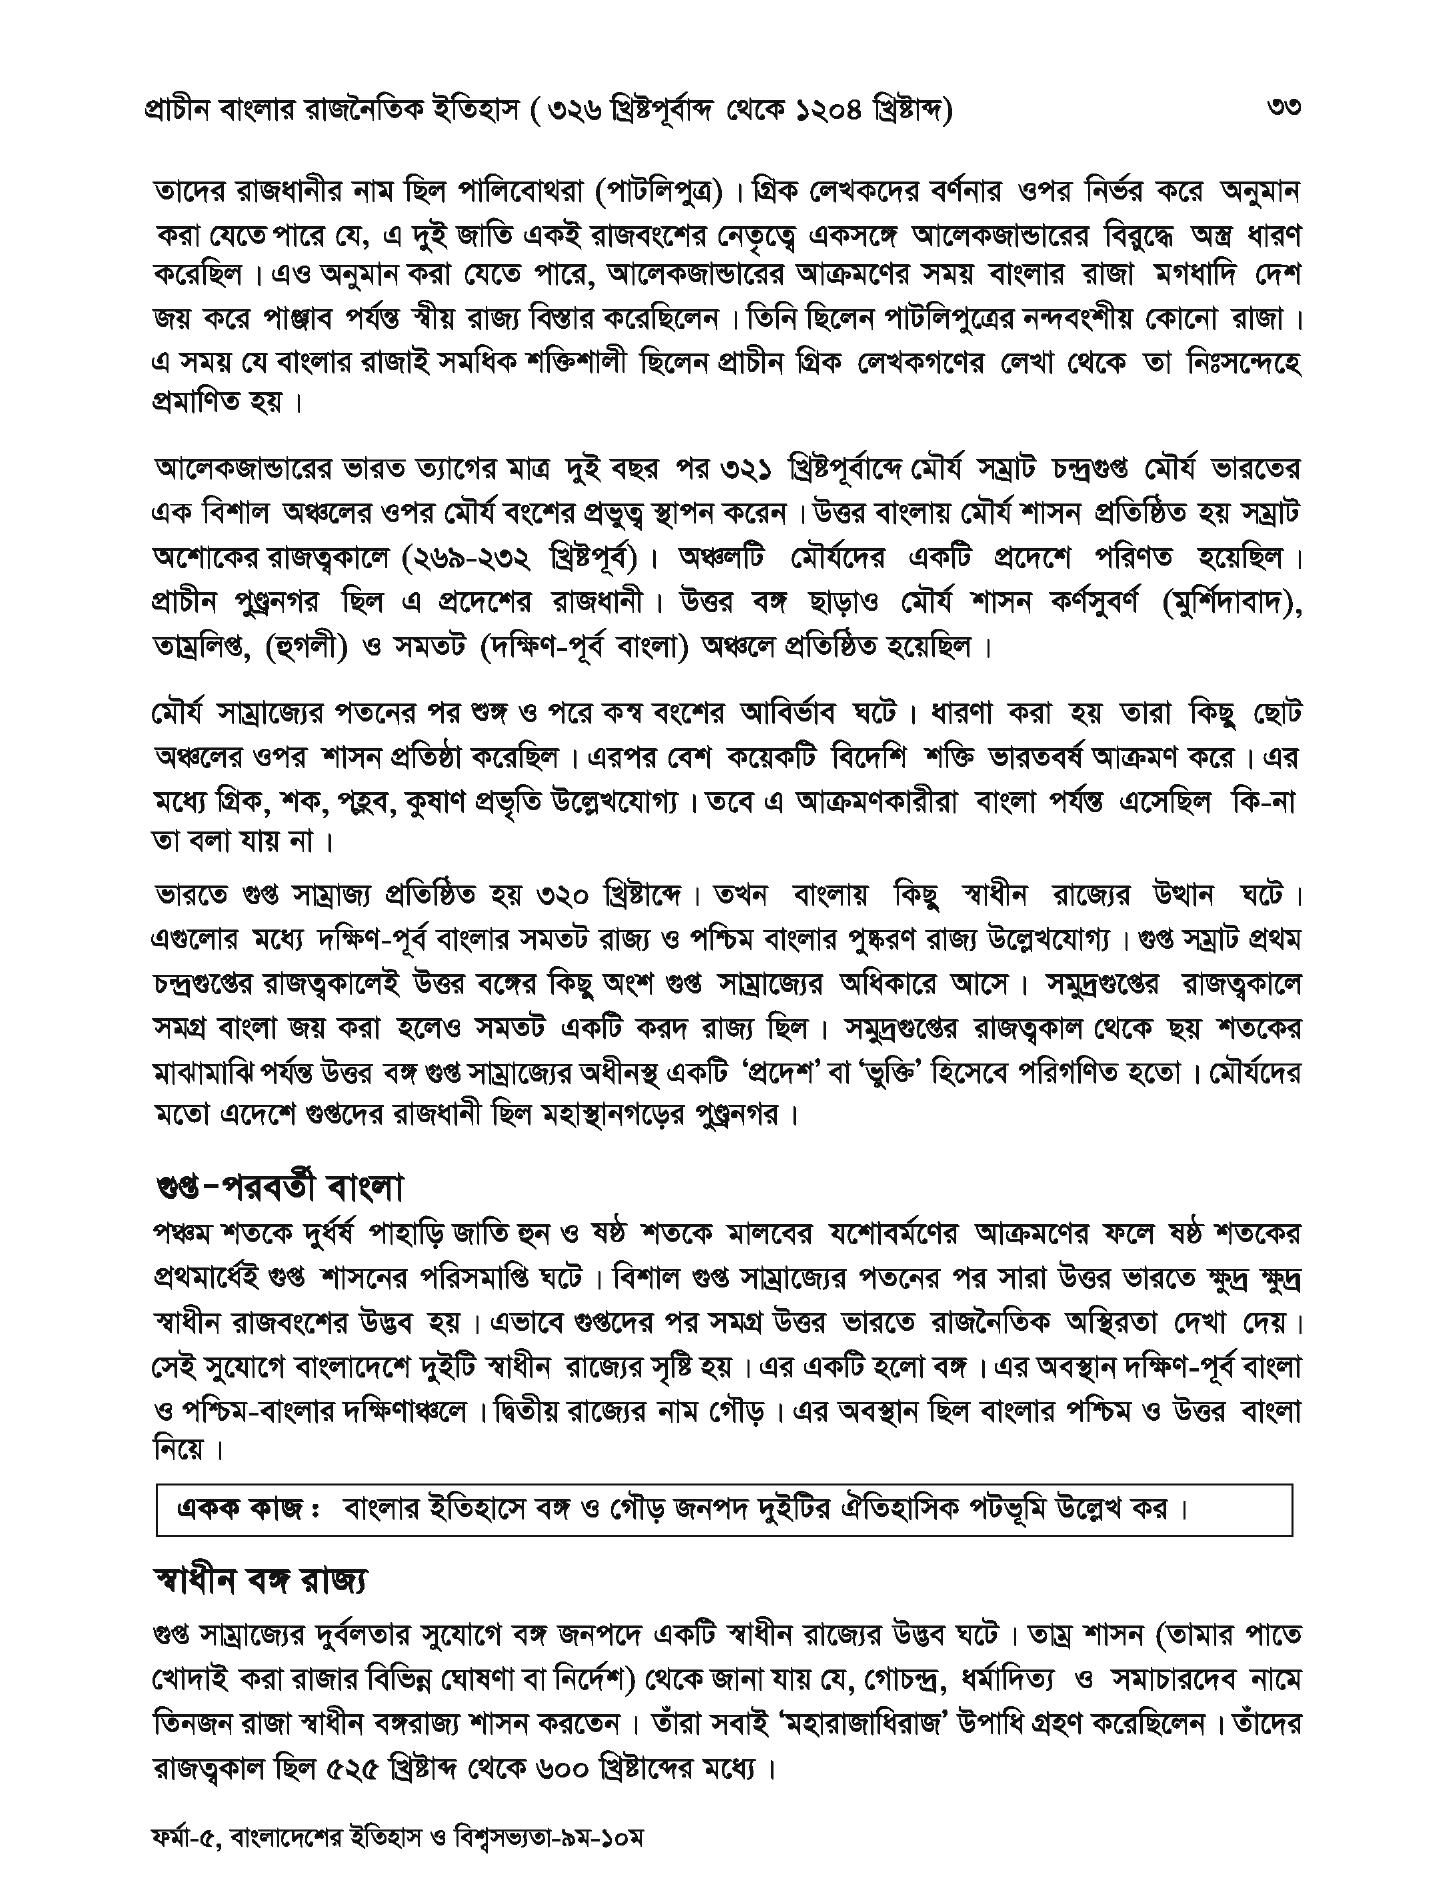 প্রাচীন বাংলার রাজনৈতিক ইতিহাস ( ৩২৬ খ্রিষ্টপূর্বাব্দ থেকে ১২০৪ খ্রিষ্টাব্দ) ৩৩
তাদের রাজধানীর নাম ছিল পালিবোথরা (পাটলিপুত্র)। গ্রিক লেখকদের বর্ণনার ওপর নির্ভর করে অনুমান
করা যেতে পারে যে, এ দুই জাতি একই রাজবংশের নেতৃত্বে একসঙ্গে আলেকজান্ডারের বিরুদ্ধে অস্ত্র ধারণ
করেছিল। এও অনুমান করা যেতে পারে, আলেকজান্ডারের আক্রমণের সময় বাংলার রাজা মগধাদি দেশ
জয় করে পাঞ্জাব পর্যন্ত স্বীয় রাজ্য বিস্তার করেছিলেন। তিনি ছিলেন পাটলিপুত্রের নন্দবংশীয় কোনো রাজা।
এ সময় যে বাংলার রাজাই সমধিক শক্তিশালী ছিলেন প্রাচীন গ্রিক লেখকগণের লেখা থেকে তা নিঃসন্দেহে
প্রমাণিত হয়।
আলেকজান্ডারের ভারত ত্যাগের মাত্র দুই বছর পর ৩২১ খ্রিষ্টপূর্বাব্দে মৌর্য সম্রাট চন্দ্রগুপ্ত মৌর্য ভারতের
এক বিশাল অঞ্চলের ওপর মৌর্য বংশের প্রভুত্ব স্থাপন করেন। উত্তর বাংলায় মৌর্য শাসন প্রতিষ্ঠিত হয় সম্রাট
অশোকের রাজত্বকালে (২৬৯-২৩২ খ্রিষ্টপূর্ব)। অঞ্চলটি মৌর্যদের একটি প্রদেশে পরিণত হয়েছিল।
প্রাচীন পুণ্ড্রনগর ছিল এ প্রদেশের রাজধানী। উত্তর বঙ্গ ছাড়াও মৌর্য শাসন কর্ণসুবর্ণ (মুর্শিদাবাদ),
তাম্রলিপ্ত, (হুগলী) ও সমতট (দক্ষিণ-পূর্ব বাংলা) অঞ্চলে প্রতিষ্ঠিত হয়েছিল।
মৌর্য সাম্রাজ্যের পতনের পর শুঙ্গ ও পরে কম্ব বংশের আবির্ভাব ঘটে। ধারণা করা হয় তারা কিছু ছোট
অঞ্চলের ওপর শাসন প্রতিষ্ঠা করেছিল। এরপর বেশ কয়েকটি বিদেশি শক্তি ভারতবর্ষ আক্রমণ করে। এর
মধ্যে গ্রিক, শক, পহ্লব, কুষাণ প্রভৃতি উল্লেখযোগ্য। তবে এ আক্রমণকারীরা বাংলা পর্যন্ত এসেছিল কি-না
তা বলা যায় না।
ভারতে গুপ্ত সাম্রাজ্য প্রতিষ্ঠিত হয় ৩২০ খ্রিষ্টাব্দে। তখন বাংলায় কিছু স্বাধীন রাজ্যের উত্থান ঘটে।
এগুলোর মধ্যে দক্ষিণ-পূর্ব বাংলার সমতট রাজ্য ও পশ্চিম বাংলার পুষ্করণ রাজ্য উল্লেখযোগ্য। গুপ্ত সম্রাট প্রথম
চন্দ্রগুপ্তের রাজত্বকালেই উত্তর বঙ্গের কিছু অংশ গুপ্ত সাম্রাজ্যের অধিকারে আসে। সমুদ্রগুপ্তের রাজত্বকালে
সমগ্র বাংলা জয় করা হলেও সমতট একটি করদ রাজ্য ছিল। সমুদ্রগুপ্তের রাজত্বকাল থেকে ছয় শতকের
মাঝামাঝি পর্যন্ত উত্তর বঙ্গ গুপ্ত সাম্রাজ্যের অধীনস্থ একটি ‘প্রদেশ’ বা ‘ভুক্তি’ হিসেবে পরিগণিত হতো। মৌর্যদের
মতো এদেশে গুপ্তদের রাজধানী ছিল মহাস্থানগড়ের পুণ্ড্রনগর।
গুপ্ত-পরবর্তী বাংলা
পঞ্চম শতকে দুর্ধর্ষ পাহাড়ি জাতি হুন ও ষষ্ঠ শতকে মালবের যশোবর্মণের আক্রমণের ফলে ষষ্ঠ শতকের
প্রথমার্ধেই গুপ্ত শাসনের পরিসমাপ্তি ঘটে। বিশাল গুপ্ত সাম্রাজ্যের পতনের পর সারা উত্তর ভারতে ক্ষুদ্র ক্ষুদ্র
স্বাধীন রাজবংশের উদ্ভব হয়। এভাবে গুপ্তদের পর সমগ্র উত্তর ভারতে রাজনৈতিক অস্থিরতা দেখা দেয়।
সেই সুযোগে বাংলাদেশে দুইটি স্বাধীন রাজ্যের সৃষ্টি হয়। এর একটি হলো বঙ্গ। এর অবস্থান দক্ষিণ-পূর্ব বাংলা
ও পশ্চিম-বাংলার দক্ষিণাঞ্চলে। দ্বিতীয় রাজ্যের নাম গৌড়। এর অবস্থান ছিল বাংলার পশ্চিম ও উত্তর বাংলা
নিয়ে।
একক কাজ : বাংলার ইতিহাসে বঙ্গ ও গৌড় জনপদ দুইটির ঐতিহাসিক পটভূমি উল্লেখ কর।
স্বাধীন বঙ্গ রাজ্য
গুপ্ত সাম্রাজ্যের দুর্বলতার সুযোগে বঙ্গ জনপদে একটি স্বাধীন রাজ্যের উদ্ভব ঘটে। তাম্র শাসন (তামার পাতে
খোদাই করা রাজার বিভিন্ন ঘোষণা বা নির্দেশ) থেকে জানা যায় যে, গোচন্দ্র, ধর্মাদিত্য ও সমাচারদেব নামে
তিনজন রাজা স্বাধীন বঙ্গরাজ্য শাসন করতেন। তাঁরা সবাই ‘মহারাজাধিরাজ’ উপাধি গ্রহণ করেছিলেন। তাঁদের
রাজত্বকাল ছিল ৫২৫ খ্রিষ্টাব্দ থেকে ৬০০ খ্রিষ্টাব্দের মধ্যে।
ফর্মা-৫, বাংলাদেশের ইতিহাস ও বিশ্বসভ্যতা-৯ম-১০ম